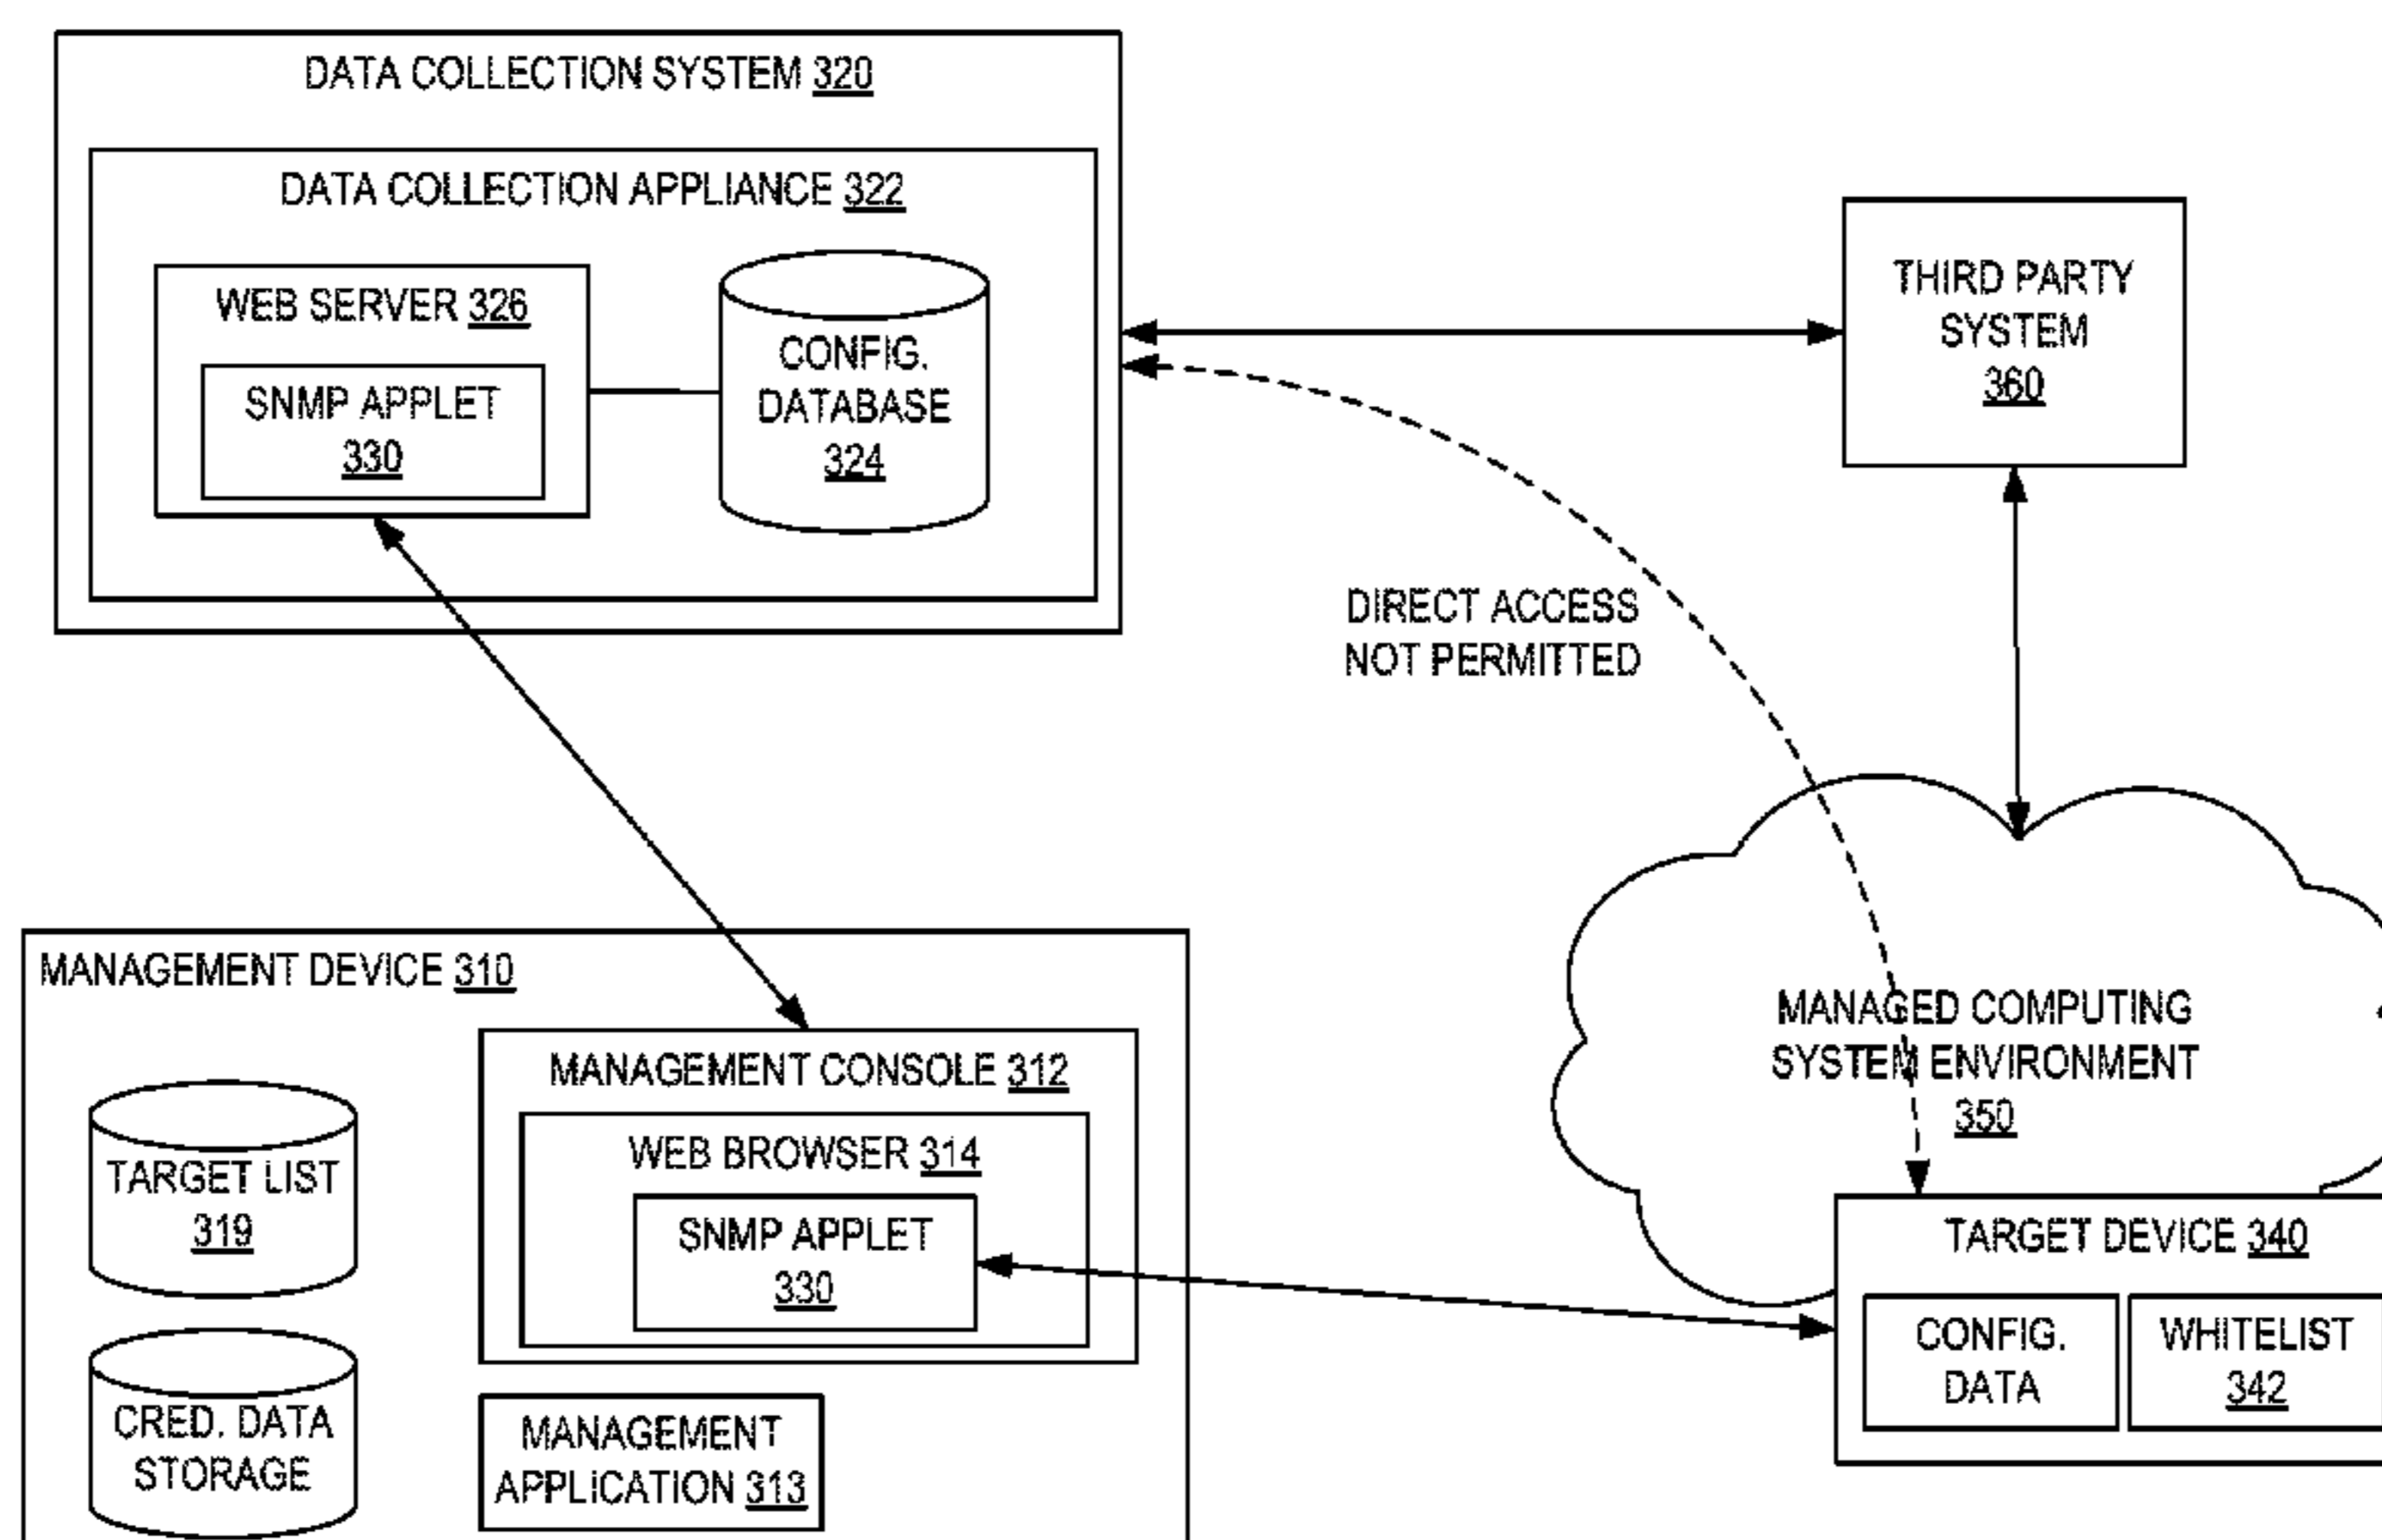 DATA COLLECTION SYSTEM 320
DATA COLLECTION APPLIANCE 322
WEB SERVER 326
SNMP APPLET
330
CONFIG.
DATABASE
324
THIRD PARTY
SYSTEM
360
DIRECT ACCESS
NOT PERMITTED
MANAGEMENT DEVICE 310
TARGET LIST
319
CRED. DATA
STORAGE
MANAGEMENT CONSOLE 312
WEB BROWSER 314
SNMP APPLET
330
MANAGEMENT
APPLICATION 313
MANAGED COMPUTING
SYSTEM ENVIRONMENT
350
TARGET DEVICE 340
CONFIG.
DATA
WHITELIST
342